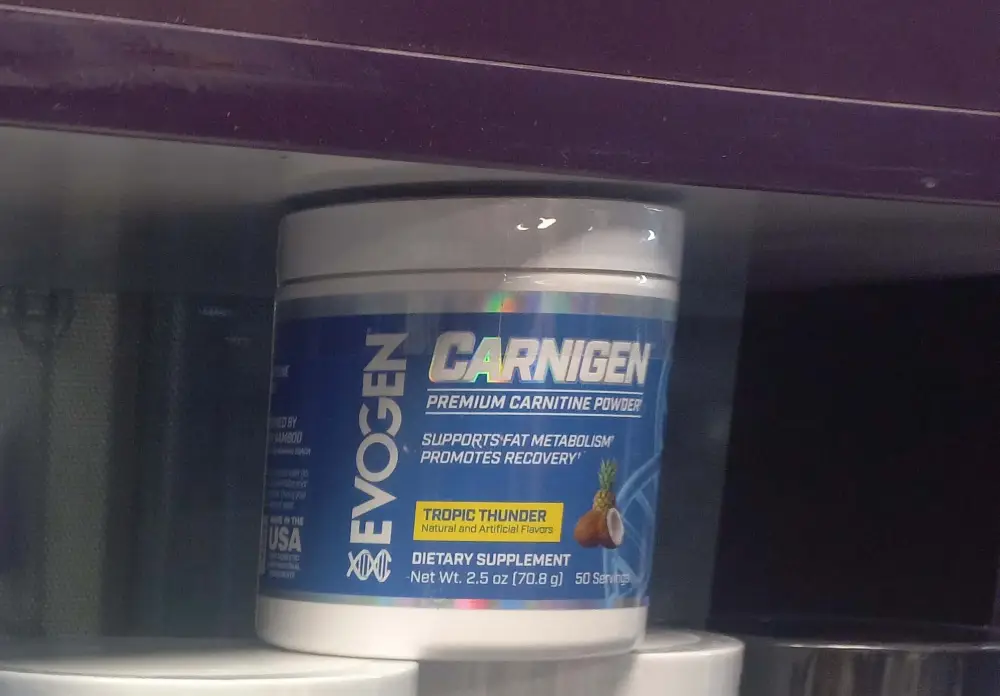 EVOGEN
CARNIGEN
PREMIUM CARNITINE POWDER†
SUPPORTS FAT METABOLISM†
PROMOTES RECOVERY†
TROPIC THUNDER
Natural and Artificial Flavors
DIETARY SUPPLEMENT
Net Wt. 2.5 oz (70.8 g) 50 Servings
BY
IN THE
USA